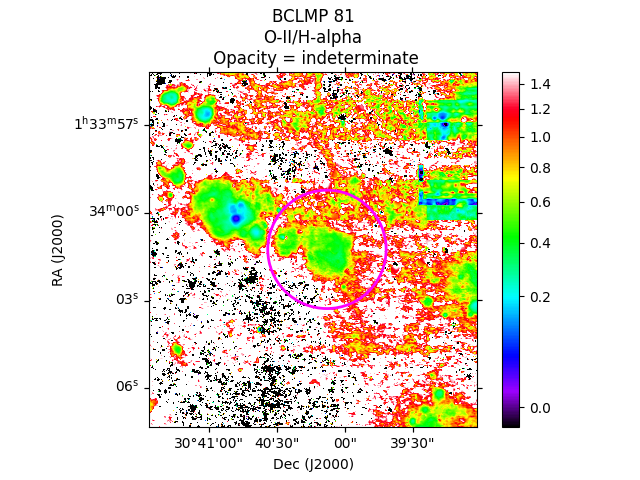 BCLMP 81
O-II/H-alpha
Opacity = indeterminate
1ʰ33ᵐ57ˢ
34ᵐ00ˢ
03ˢ
06ˢ
RA (J2000)
30°41'00" 40'30" 00" 39'30"
Dec (J2000)
1.4
1.2
1.0
0.8
0.6
0.4
0.2
0.0